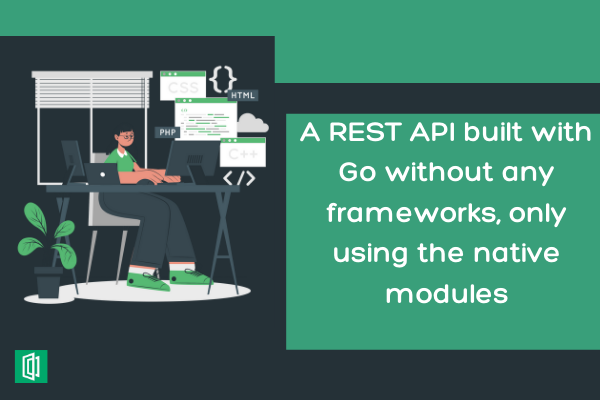 CSS
{}
HTML
PHP
C++
</>
A REST API built with
Go without any
frameworks, only
using the native
modules